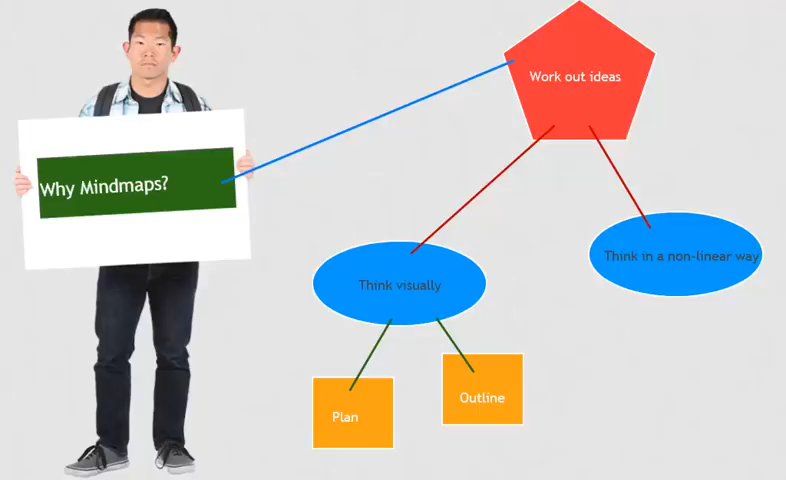 Why Mindmaps?
Work out ideas
Think visually
Think in a non-linear way
Plan
Outline